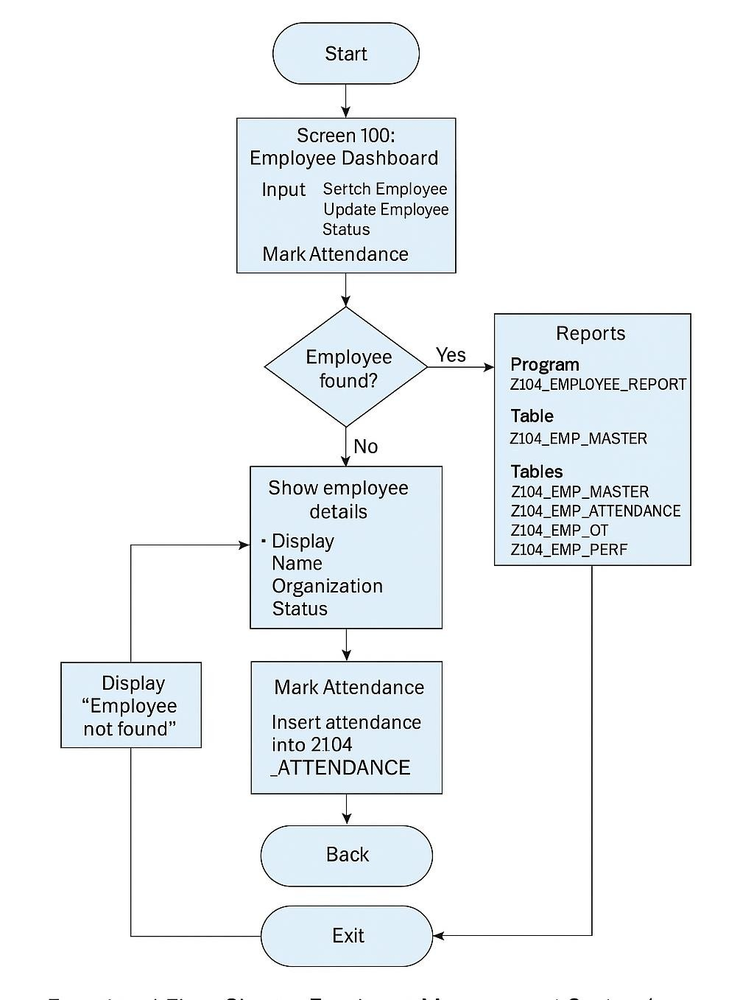 Start
Screen 100:
Employee Dashboard
Input
Sertch Employee
Update Employee
Status
Mark Attendance
Employee
found?
Yes
No
Reports
Program
Z104_EMPLOYEE_REPORT
Table
Z104_EMP_MASTER
Tables
Z104_EMP_MASTER
Z104_EMP_ATTENDANCE
Z104_EMP_OT
Z104_EMP_PERF
Show employee
details
▪ Display
Name
Organization
Status
Display
“Employee
not found”
Mark Attendance
Insert attendance
into 2104
_ATTENDANCE
Back
Exit